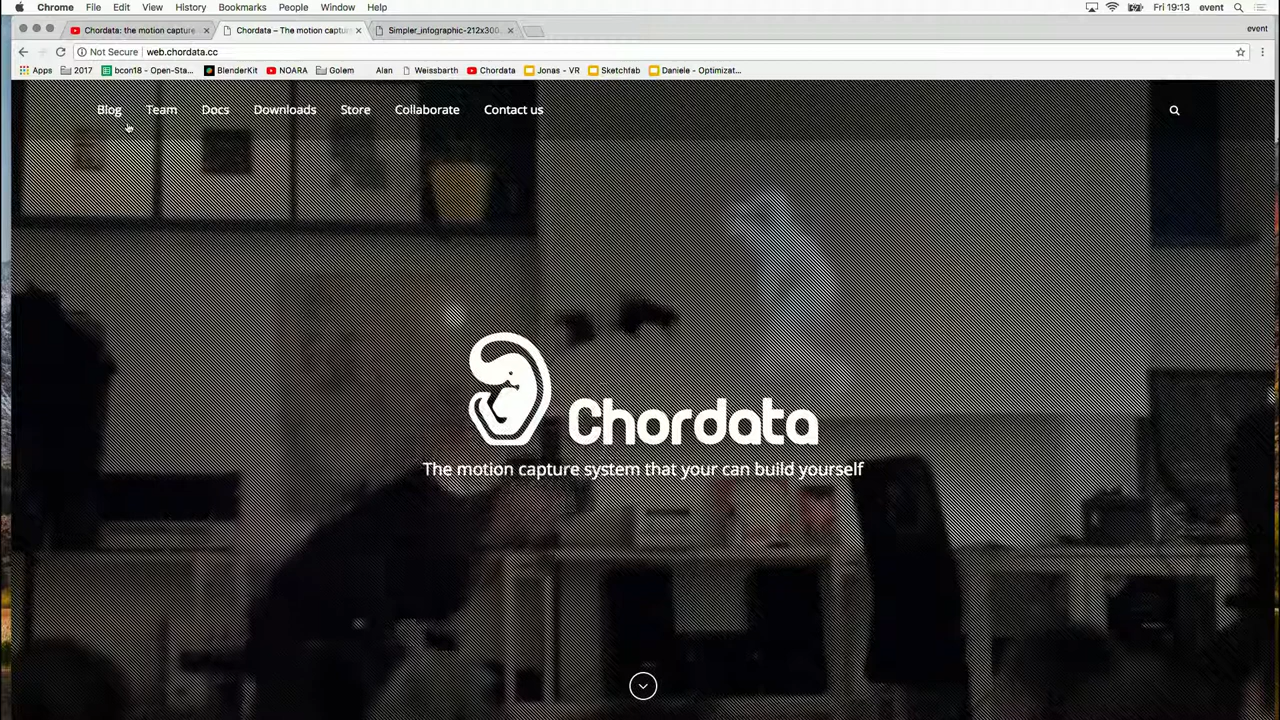 Chrome File Edit View History Bookmarks People Window Help Fri 19:13 event
Chordata: the motion capture Chordata – The motion captu Simpler_infographic-212x300... event
Not Secure web.chordata.cc
Apps 2017 bcon18 - Open-Sta... BlenderKit NOARA Golem Alan Weissbarth Chordata Jonas - VR Sketchfab Daniele - Optimizat...
Blog Team Docs Downloads Store Collaborate Contact us
Chordata
The motion capture system that your can build yourself